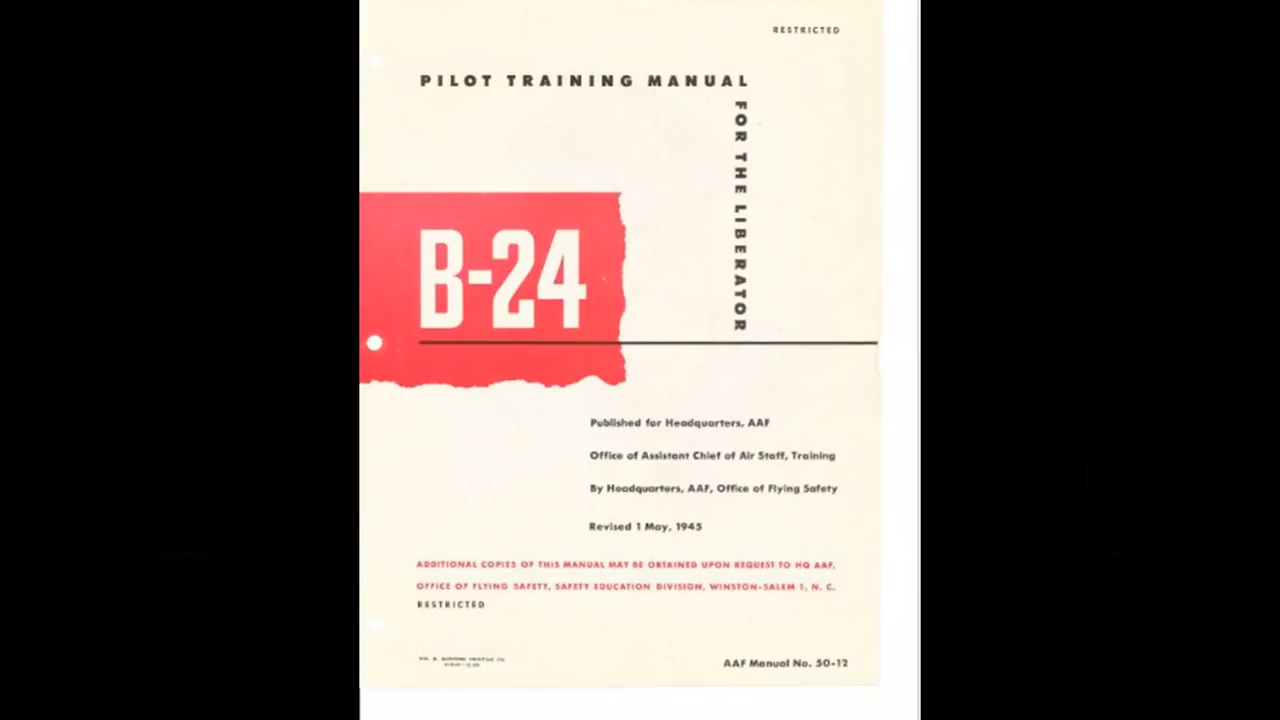 RESTRICTED
PILOT TRAINING MANUAL
FOR THE LIBERATOR
B-24
Published for Headquarters, AAF
Office of Assistant Chief of Air Staff, Training
By Headquarters, AAF, Office of Flying Safety
Revised 1 May, 1945
ADDITIONAL COPIES OF THIS MANUAL MAY BE OBTAINED UPON REQUEST TO HQ AAF,
OFFICE OF FLYING SAFETY, SAFETY EDUCATION DIVISION, WINSTON-SALEM 1, N. C.
RESTRICTED
PRINTING CO.
AAF Manual No. 50-12